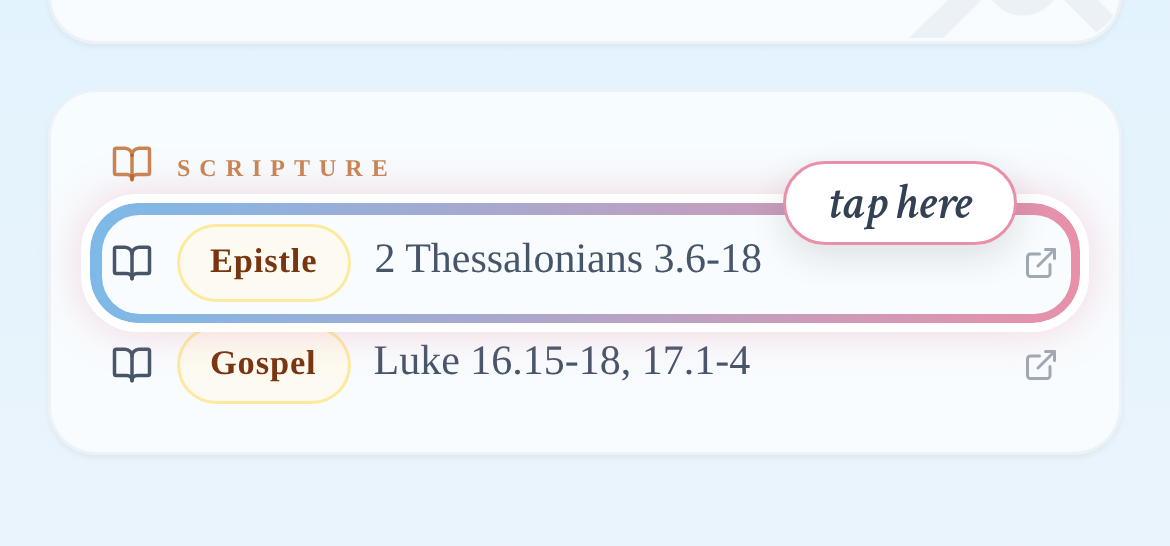 SCRIPTURE
tap here
Epistle 2 Thessalonians 3.6-18
Gospel Luke 16.15-18, 17.1-4